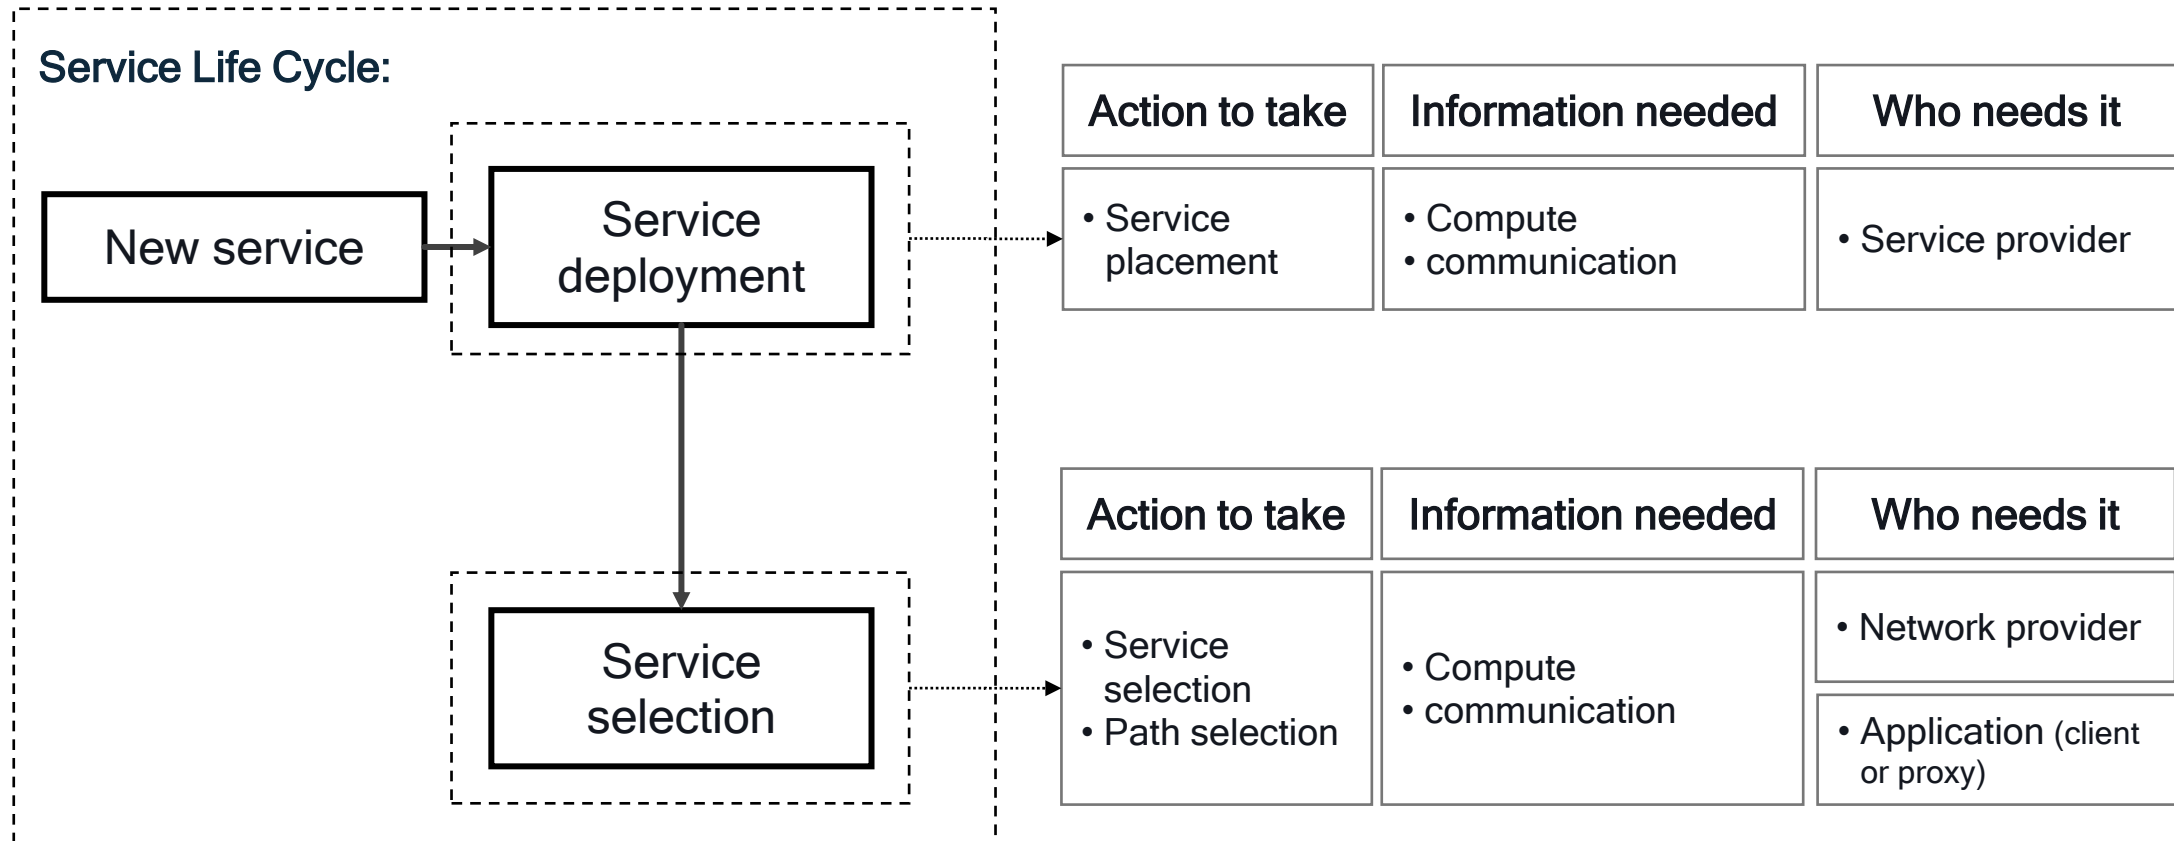 Service Life Cycle:
New service
Service
deployment
Action to take
Information needed
Who needs it
• Service
placement
• Compute
• communication
• Service provider
Service
selection
Action to take
Information needed
Who needs it
• Service
selection
• Path selection
• Compute
• communication
• Network provider
• Application (client
or proxy)